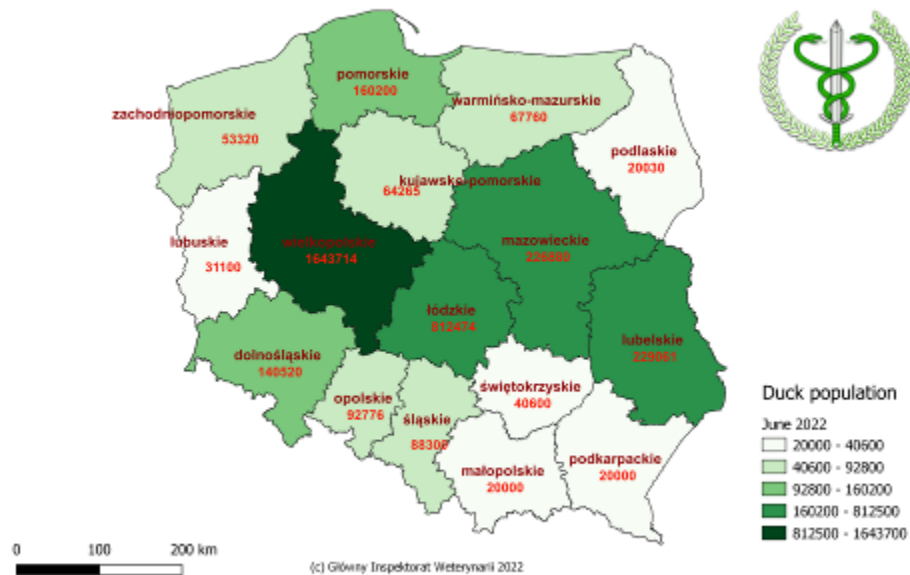 pomorskie
160200
warmińsko-mazurskie
67760
zachodniopomorskie
53320
podlaskie
20030
kujawsko-pomorskie
64265
lubuskie
31100
wielkopolskie
1643714
mazowieckie
226860
łódzkie
812474
lubelskie
229061
dolnośląskie
140520
opolskie
92776
śląskie
88300
świętokrzyskie
40600
małopolskie
20000
podkarpackie
20000
Duck population
June 2022
20000 - 40600
40600 - 92800
92800 - 160200
160200 - 812500
812500 - 1643700
0 100 200 km
(c) Główny Inspektorat Weterynarii 2022